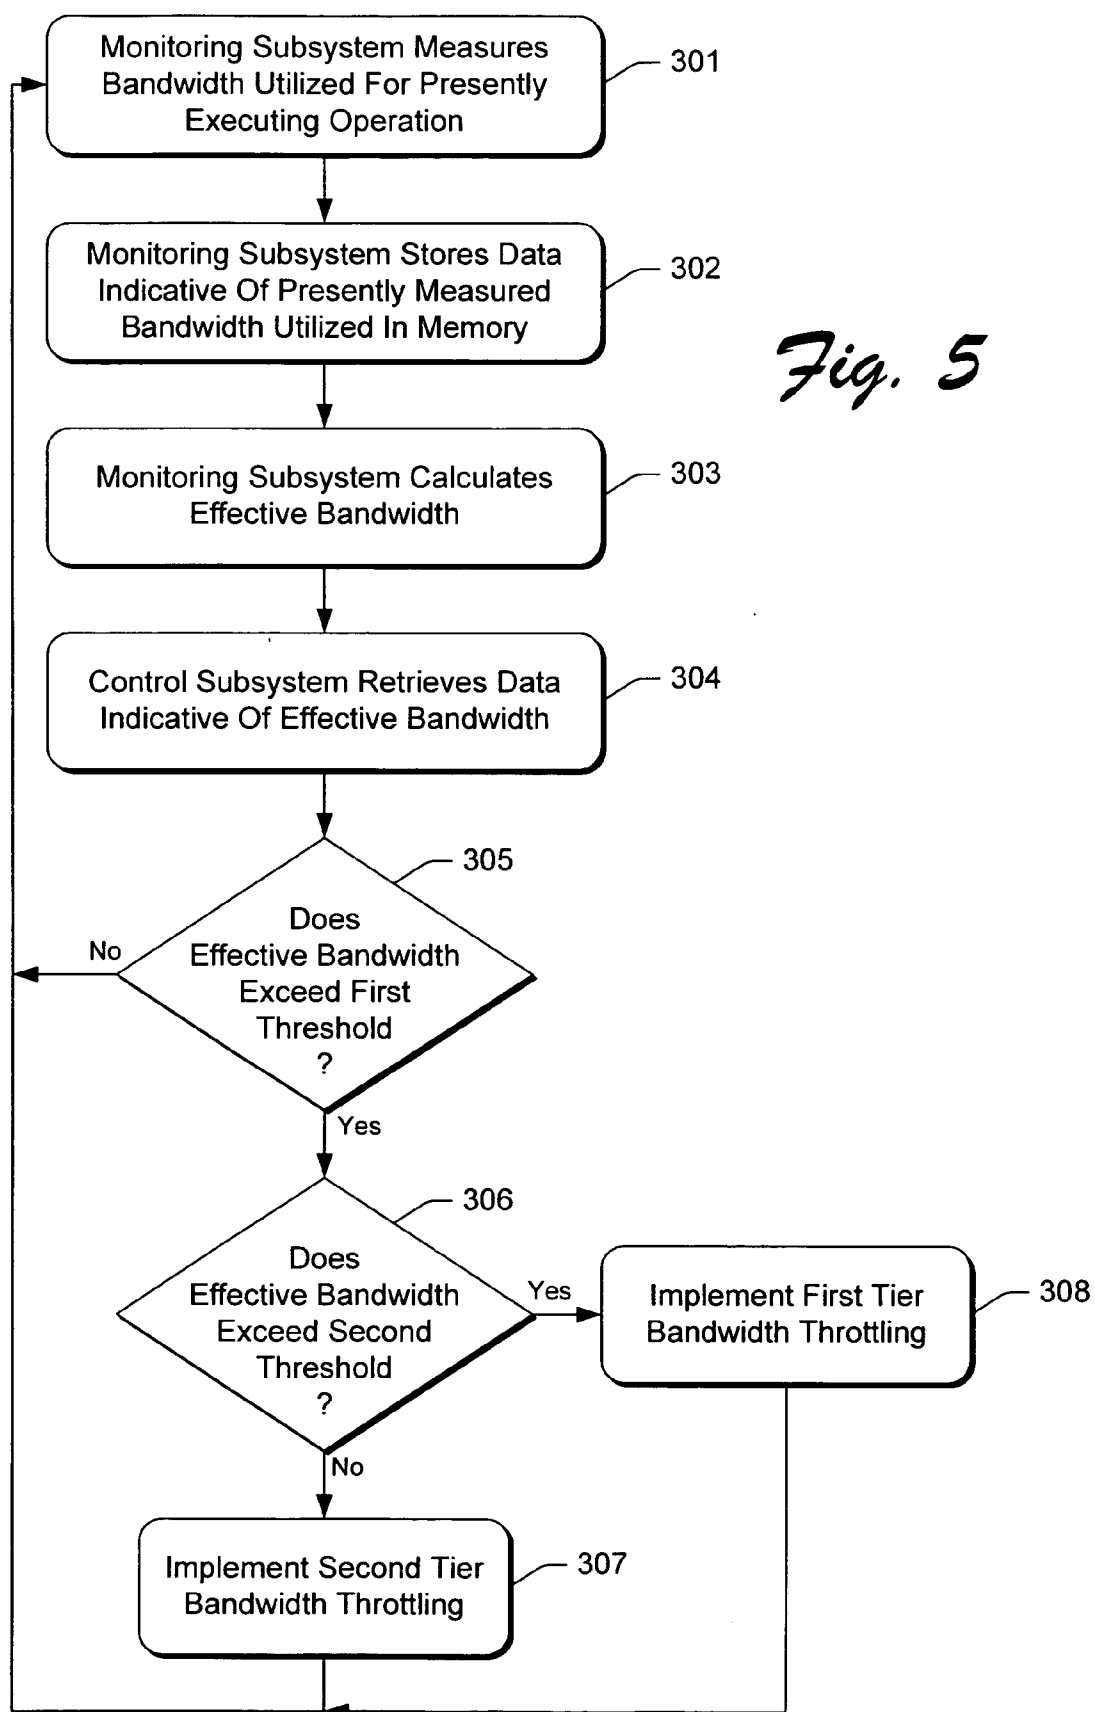 Monitoring Subsystem Measures
Bandwidth Utilized For Presently
Executing Operation
301
Monitoring Subsystem Stores Data
Indicative Of Presently Measured
Bandwidth Utilized In Memory
302
Fig. 5
Monitoring Subsystem Calculates
Effective Bandwidth
303
Control Subsystem Retrieves Data
Indicative Of Effective Bandwidth
304
305
Does
Effective Bandwidth
Exceed First
Threshold
?
No
Yes
306
Does
Effective Bandwidth
Exceed Second
Threshold
?
Yes
Implement First Tier
Bandwidth Throttling
308
No
Implement Second Tier
Bandwidth Throttling
307